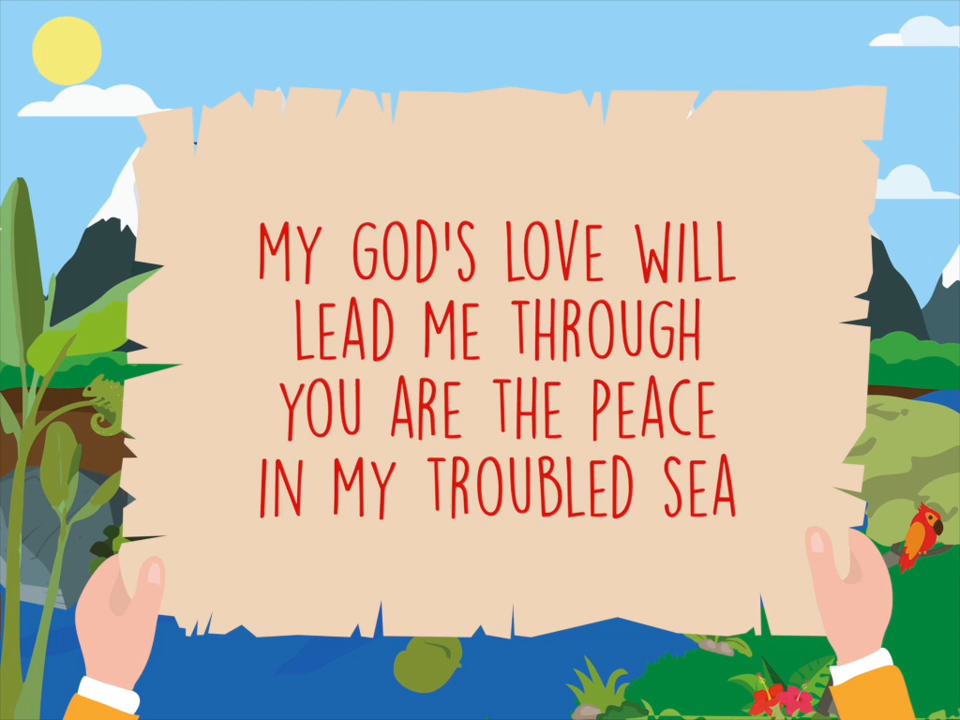 MY GOD'S LOVE WILL
LEAD ME THROUGH
YOU ARE THE PEACE
IN MY TROUBLED SEA